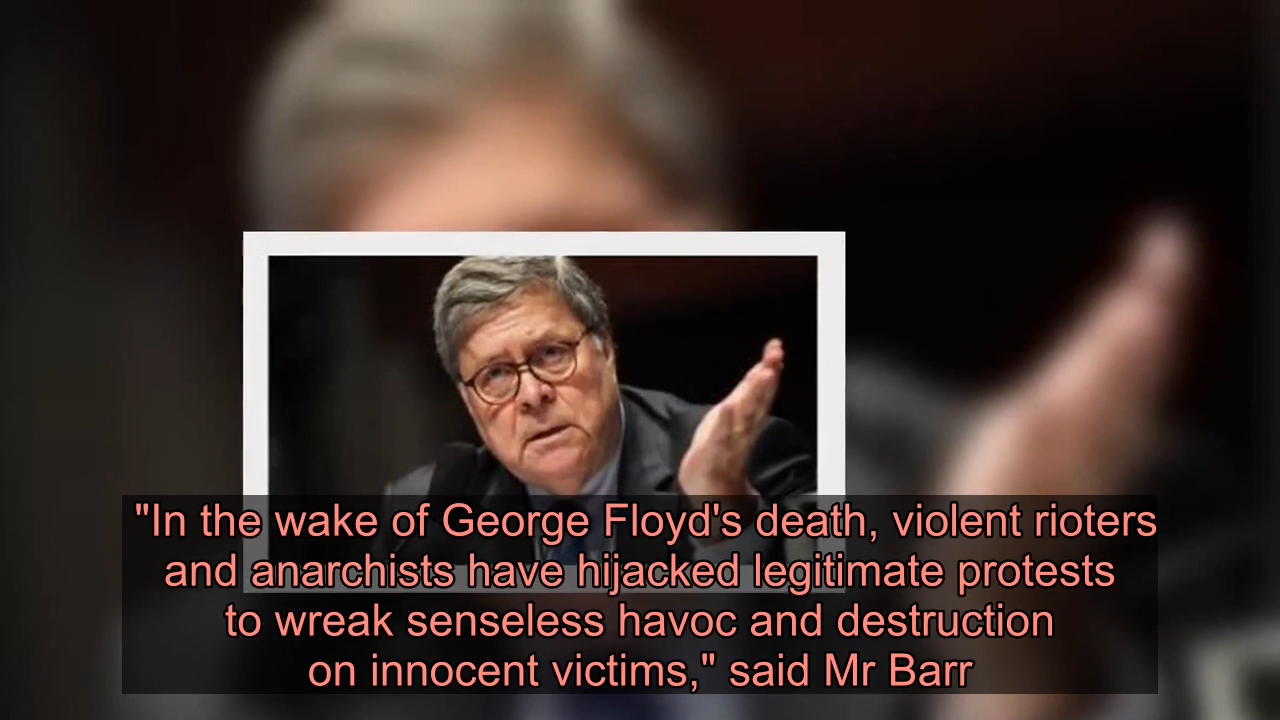 "In the wake of George Floyd's death, violent rioters
and anarchists have hijacked legitimate protests
to wreak senseless havoc and destruction
on innocent victims," said Mr Barr